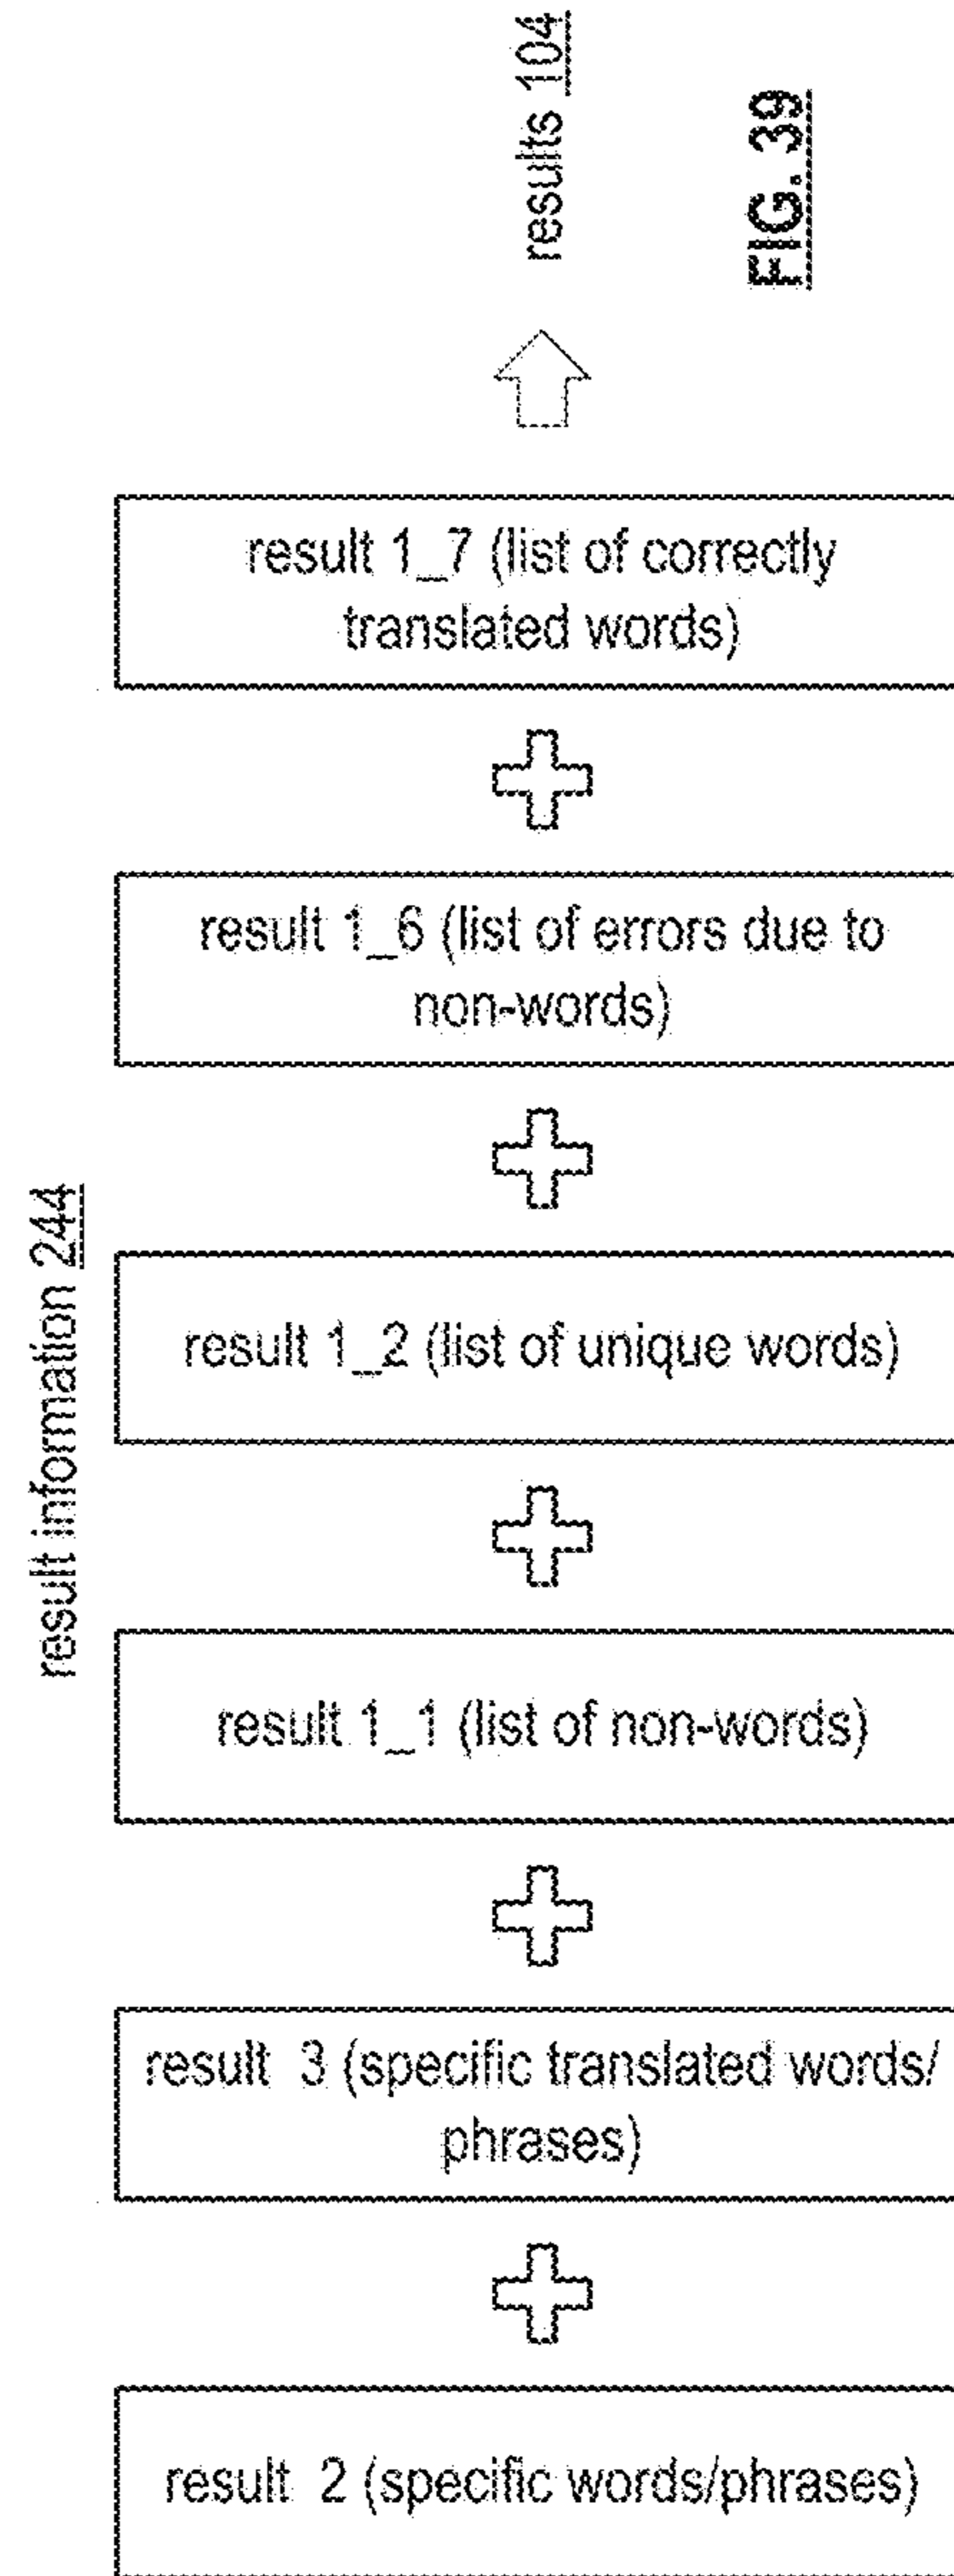 results 104
FIG. 39
result 1_7 (list of correctly
translated words)
result 1_6 (list of errors due to
non-words)
result information 244
result 1_2 (list of unique words)
result 1_1 (list of non-words)
result 3 (specific translated words/
phrases)
result 2 (specific words/phrases)